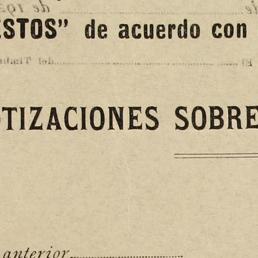 ESTOS" de acuerdo con
TIZACIONES SOBRE
anterior